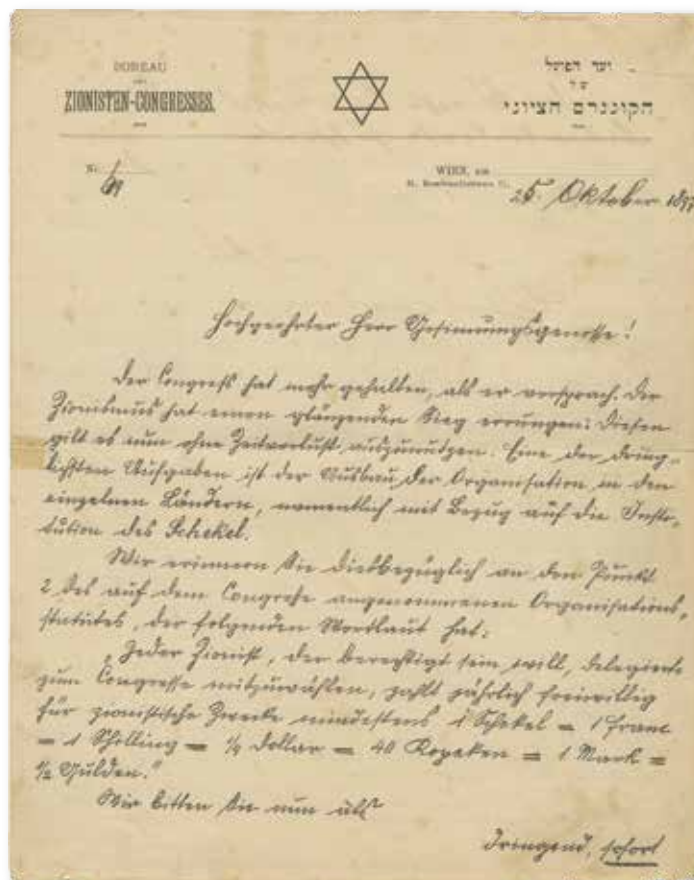 BUREAU
DES
ZIONISTEN-CONGRESSES.
ועד הפועל
של
הקונגרס הציוני
Nr. 69
WIEN, am
25. Oktober 1897
Hochgeehrter Herr Gesinnungsgenosse!
Der Congreß hat mehr gehalten, als er versprach. Der
Zionismus hat einen glänzenden Sieg errungen: Diesen
gilt es nun ohne Zeitverlust auszunutzen. Eine der dring-
lichsten Aufgaben ist der Ausbau der Organisation in den
einzelnen Ländern, namentlich mit Bezug auf die Insti-
tution des Schekel.
Wir erinnern Sie diesbezüglich an den Punkt
2 des auf dem Congreße angenommenen Organisations-
statutes, der folgenden Wortlaut hat:
„Jeder Zionist, der berechtigt sein will, Delegierte
zum Congresse mitzuwählen, zahlt jährlich freiwillig
für zionistische Zwecke mindestens 1 Schekel = 1 Franc
= 1 Shilling = ¼ Dollar = 40 Kopeken = 1 Mark =
½ Gulden."
Wir bitten Sie nun als
dringend, sofort